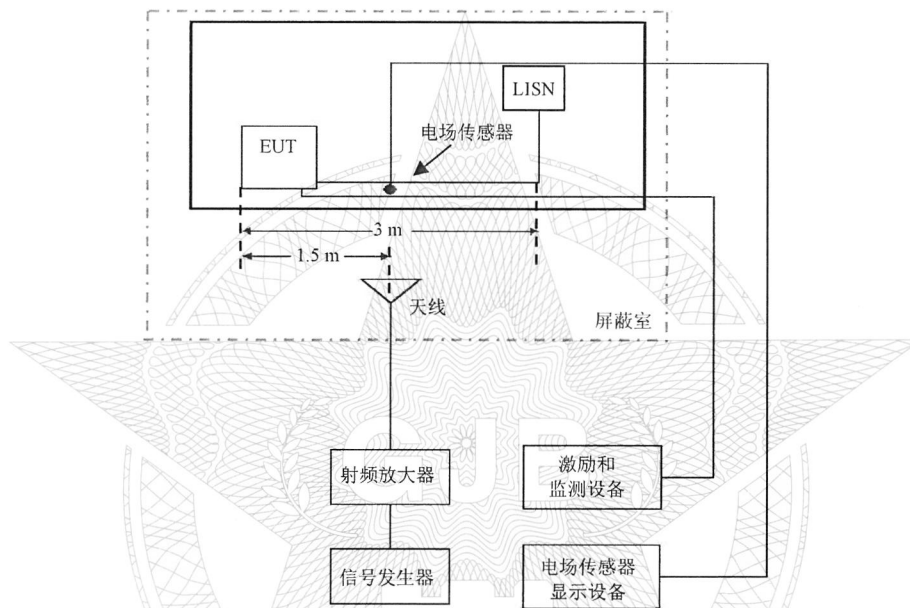 LISN
电场传感器
EUT
3 m
1.5 m
天线
屏蔽室
GJB
射频放大器
激励和
监测设备
信号发生器
电场传感器
显示设备